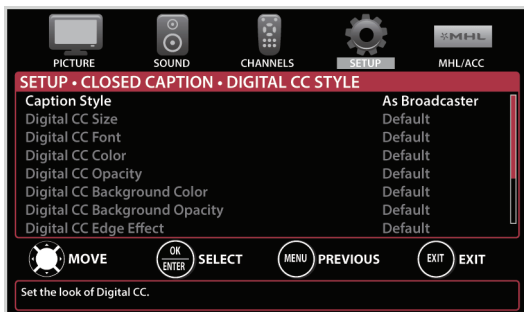 MHL
PICTURE SOUND CHANNELS SETUP MHL/ACC
SETUP • CLOSED CAPTION • DIGITAL CC STYLE
Caption Style As Broadcaster
Digital CC Size Default
Digital CC Font Default
Digital CC Color Default
Digital CC Opacity Default
Digital CC Background Color Default
Digital CC Background Opacity Default
Digital CC Edge Effect Default
MOVE OK ENTER SELECT MENU PREVIOUS EXIT EXIT
Set the look of Digital CC.